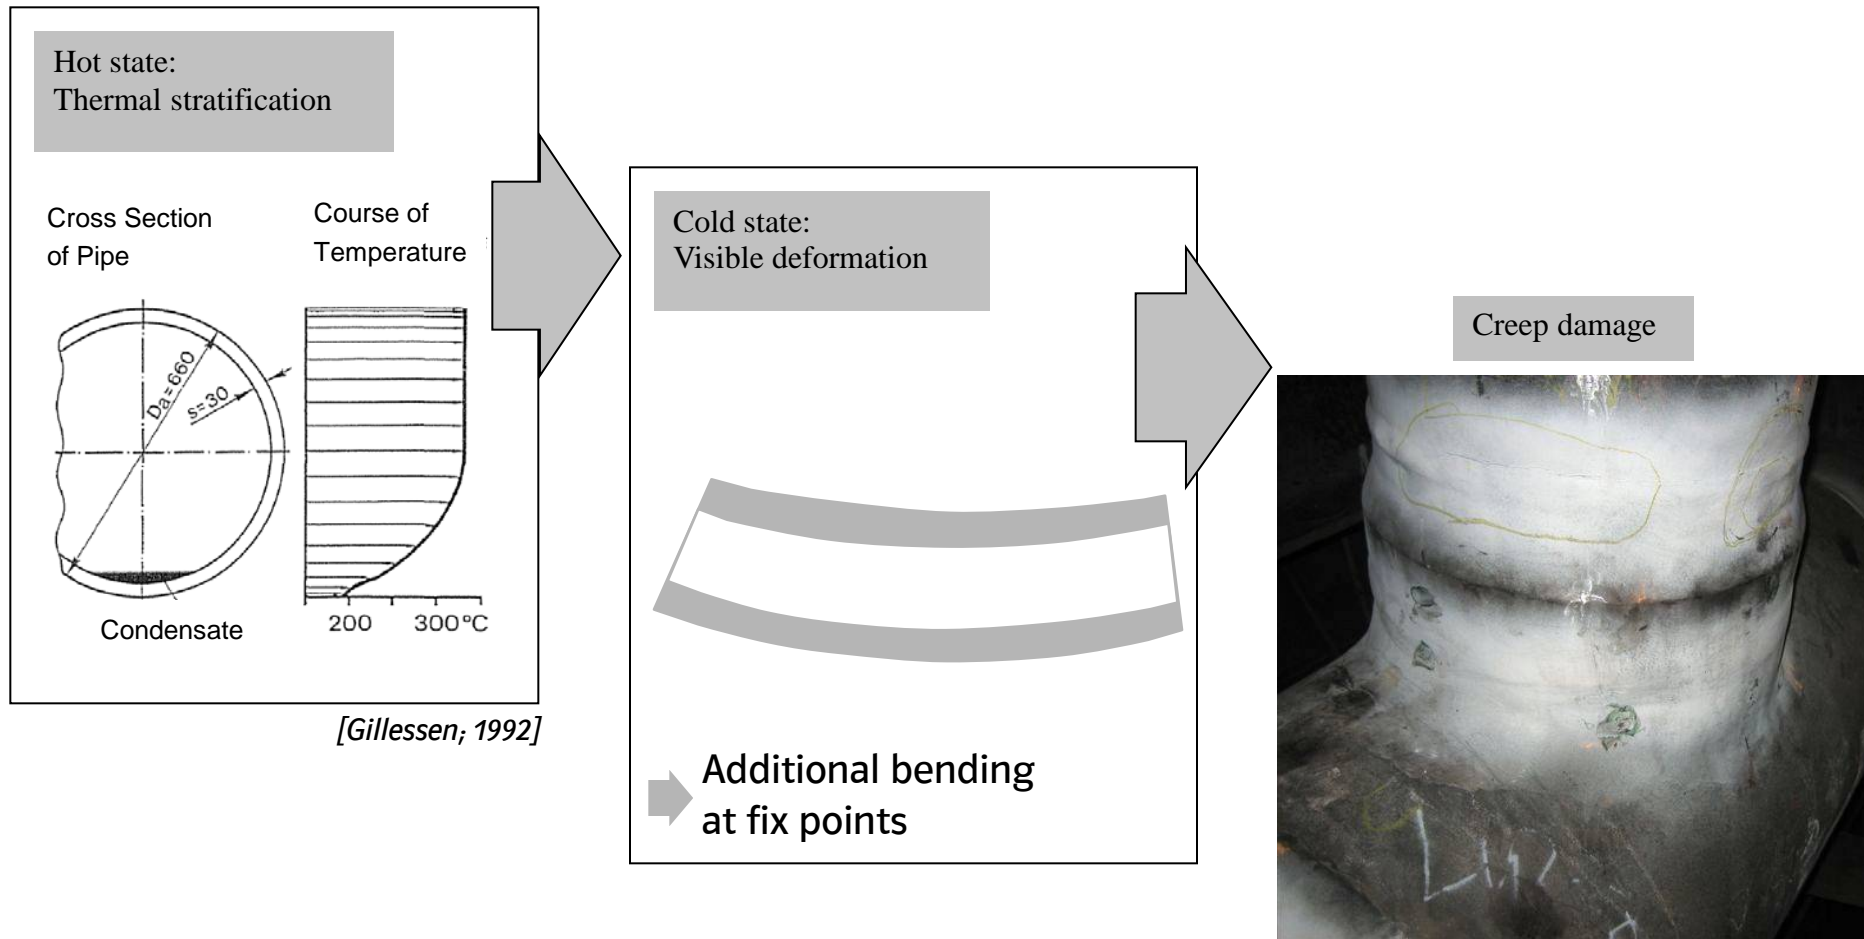 Hot state:
Thermal stratification
Cross Section
of Pipe
Course of
Temperature
Da=660
s=30
Condensate
200 300°C
[Gillessen; 1992]
Cold state:
Visible deformation
Additional bending
at fix points
Creep damage